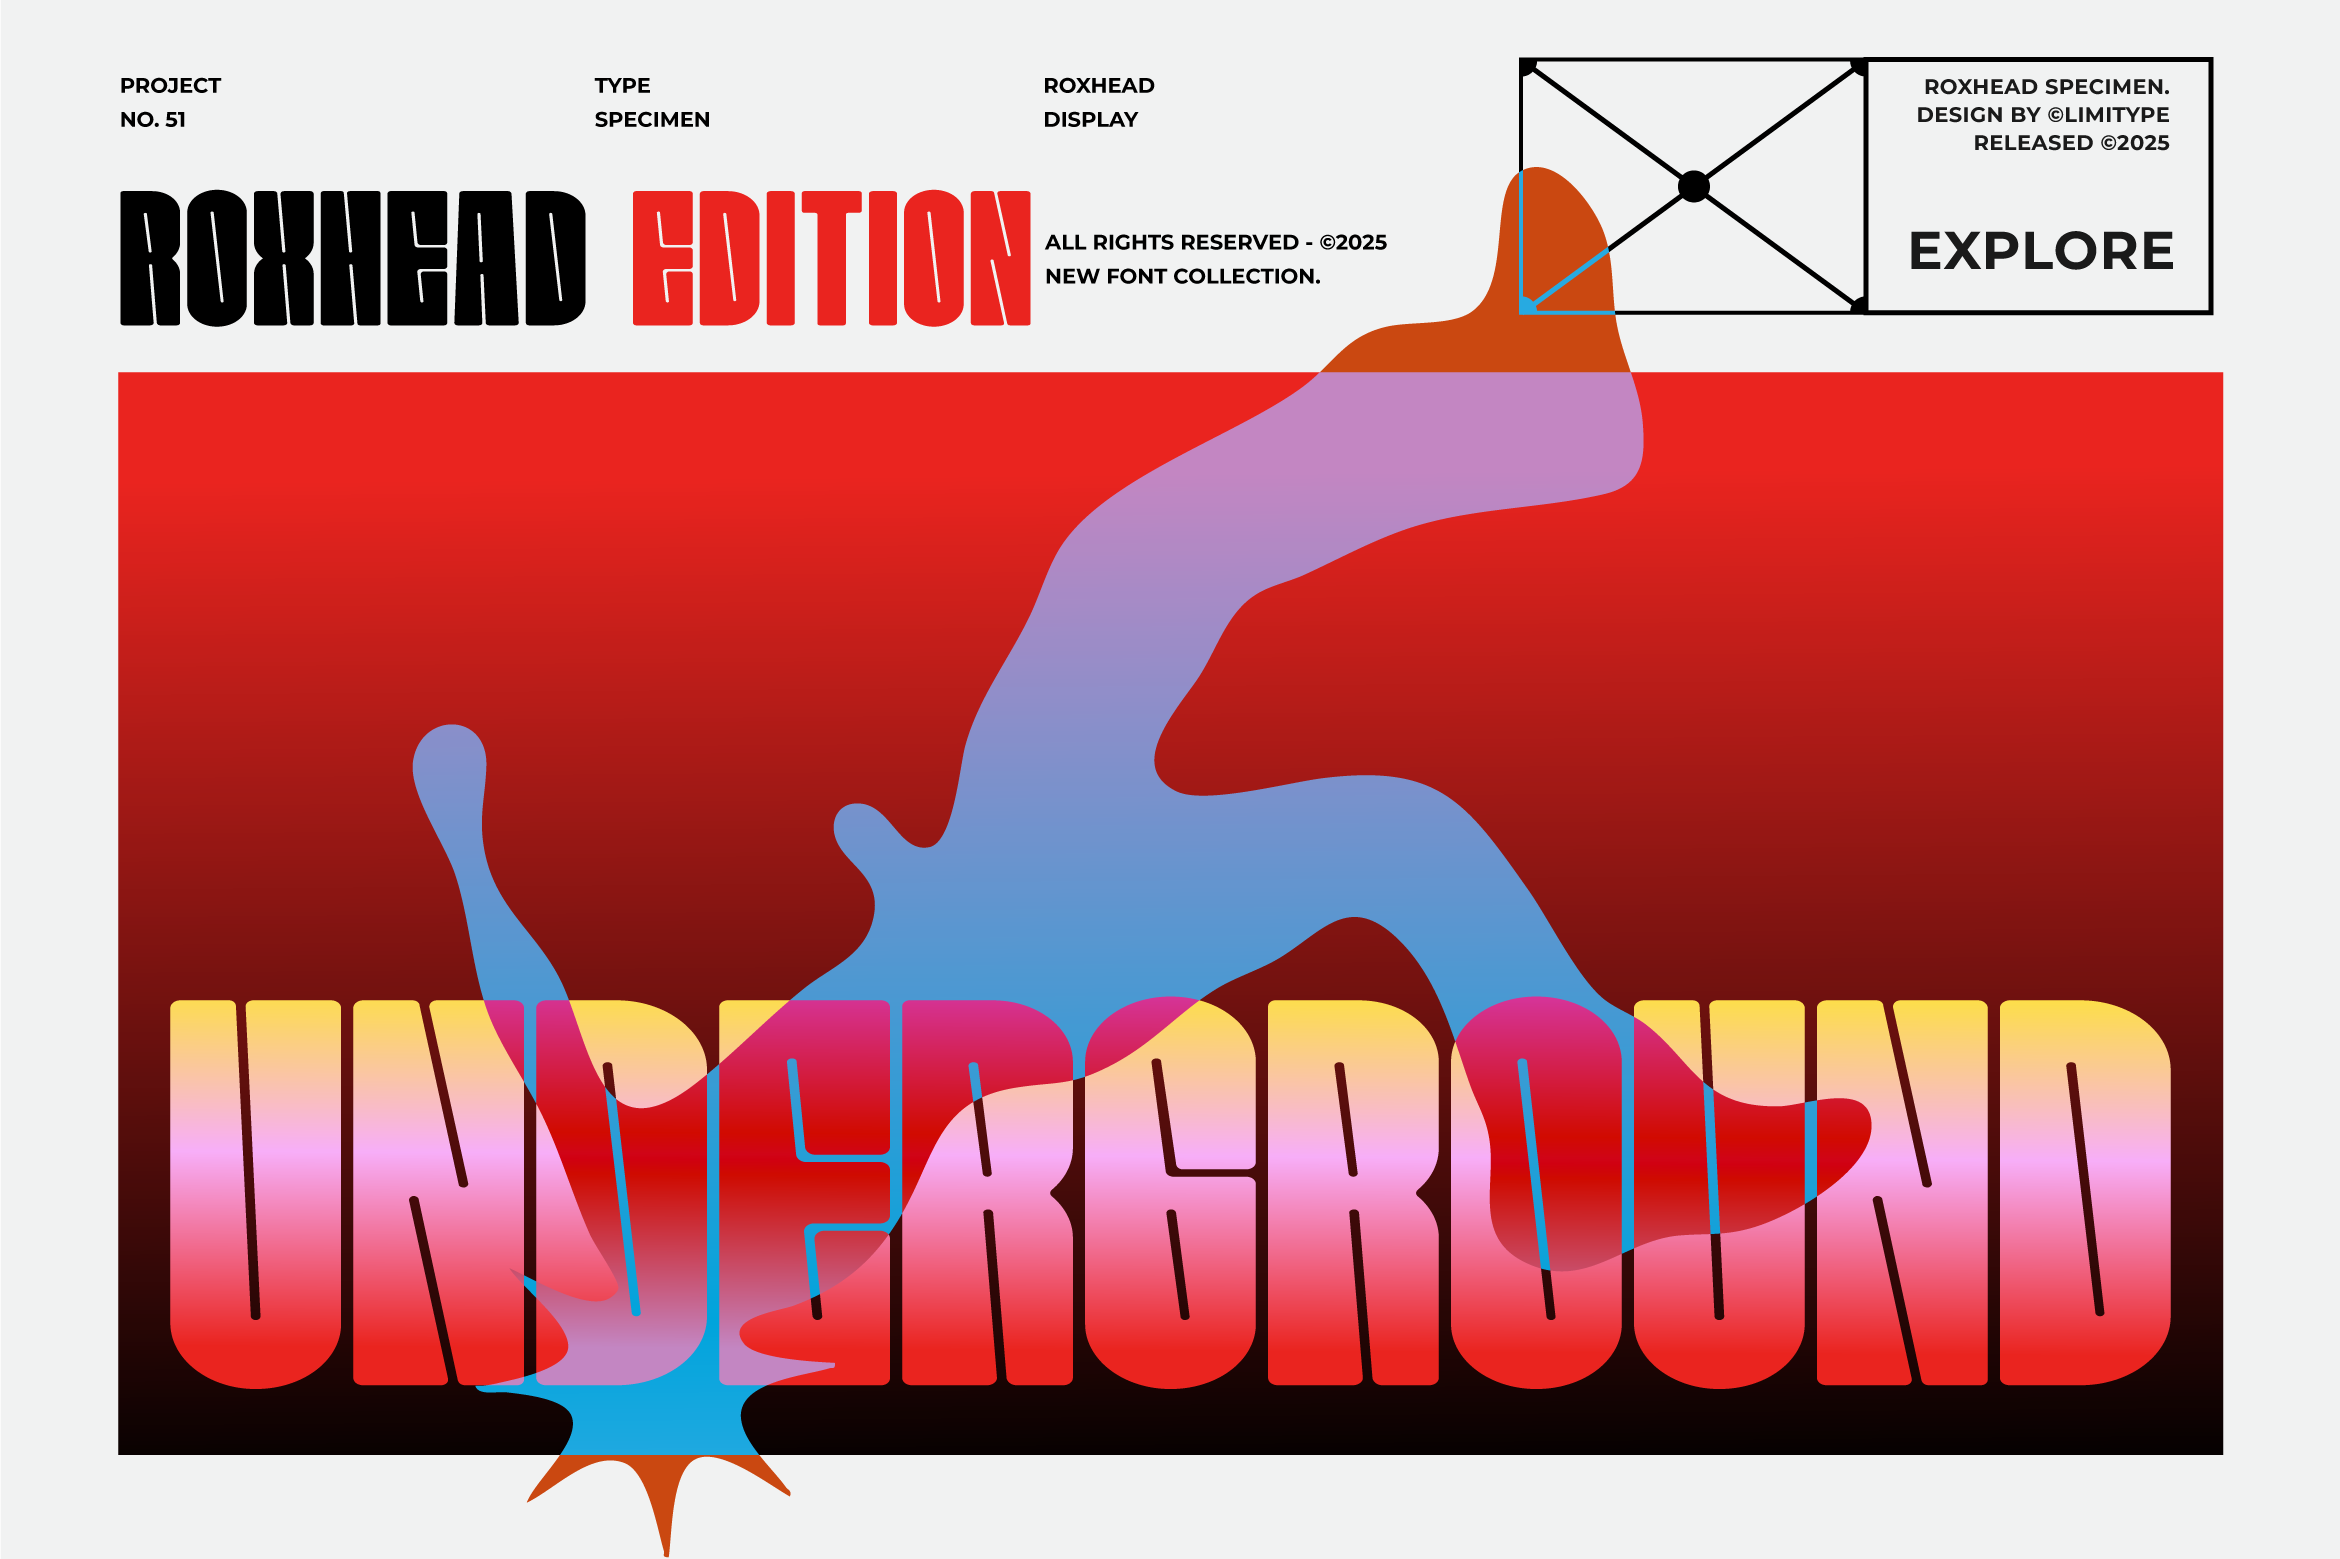 PROJECT
NO. 51
TYPE
SPECIMEN
ROXHEAD
DISPLAY
ROXHEAD SPECIMEN.
DESIGN BY ©LIMITYPE
RELEASED ©2025
EXPLORE
ROXHEAD EDITION
ALL RIGHTS RESERVED - ©2025
NEW FONT COLLECTION.
UNDERGROUND